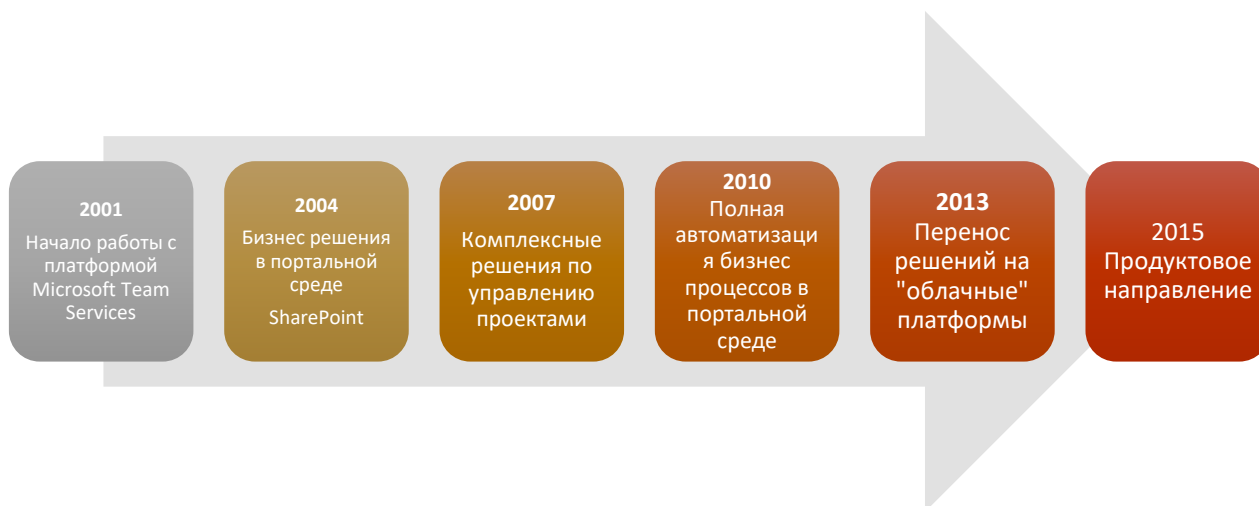 2001
Начало работы с
платформой
Microsoft Team
Services
2004
Бизнес решения
в портальной
среде
SharePoint
2007
Комплексные
решения по
управлению
проектами
2010
Полная
автоматизаци
я бизнес
процессов в
портальной
среде
2013
Перенос
решений на
"облачные"
платформы
2015
Продуктовое
направление